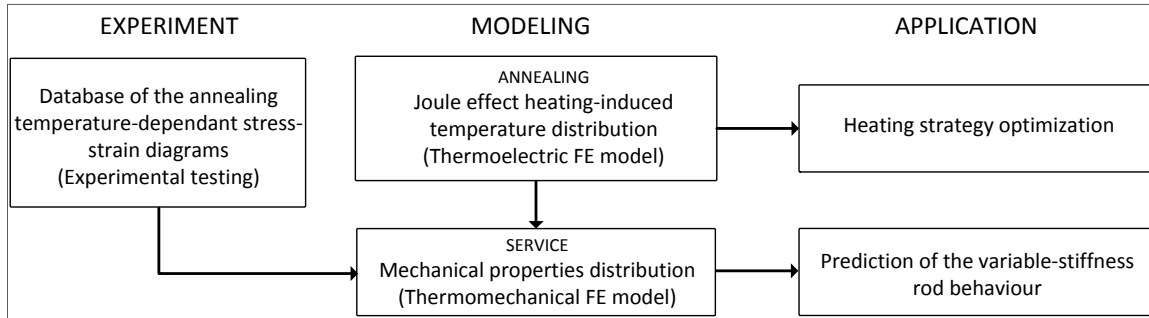 EXPERIMENT
MODELING
APPLICATION
Database of the annealing
temperature-dependant stress-
strain diagrams
(Experimental testing)
ANNEALING
Joule effect heating-induced
temperature distribution
(Thermoelectric FE model)
Heating strategy optimization
SERVICE
Mechanical properties distribution
(Thermomechanical FE model)
Prediction of the variable-stiffness
rod behaviour